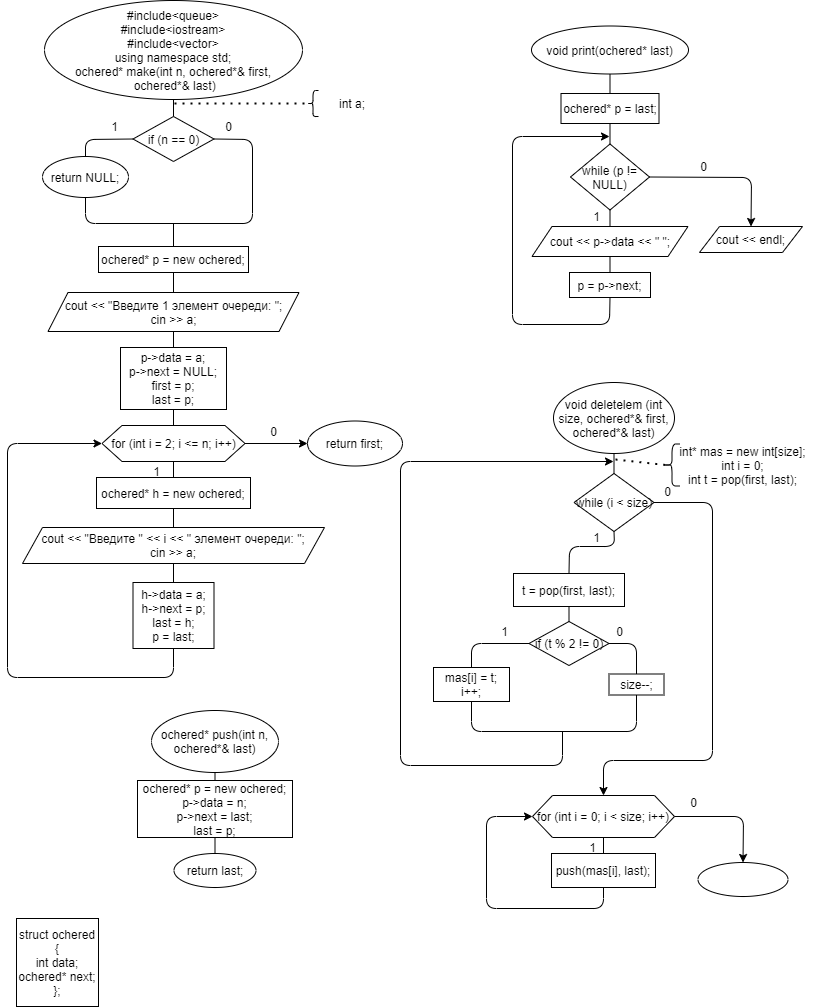 #include<queue>
#include<iostream>
#include<vector>
using namespace std;
ochered* make(int n, ochered*& first,
ochered*& last)
int a;
1
if (n == 0)
0
return NULL;
ochered* p = new ochered;
cout << "Введите 1 элемент очереди: ";
cin >> a;
p->data = a;
p->next = NULL;
first = p;
last = p;
for (int i = 2; i <= n; i++)
0
return first;
1
ochered* h = new ochered;
cout << "Введите " << i << " элемент очереди: ";
cin >> a;
h->data = a;
h->next = p;
last = h;
p = last;
ochered* push(int n,
ochered*& last)
ochered* p = new ochered;
p->data = n;
p->next = last;
last = p;
return last;
struct ochered
{
int data;
ochered* next;
};
void print(ochered* last)
ochered* p = last;
while (p !=
NULL)
0
1
cout << p->data << " ";
cout << endl;
p = p->next;
void deletelem (int
size, ochered*& first,
ochered*& last)
int* mas = new int[size];
int i = 0;
int t = pop(first, last);
while (i < size)
0
1
t = pop(first, last);
1
if (t % 2 != 0)
0
mas[i] = t;
i++;
size--;
for (int i = 0; i < size; i++)
0
1
push(mas[i], last);